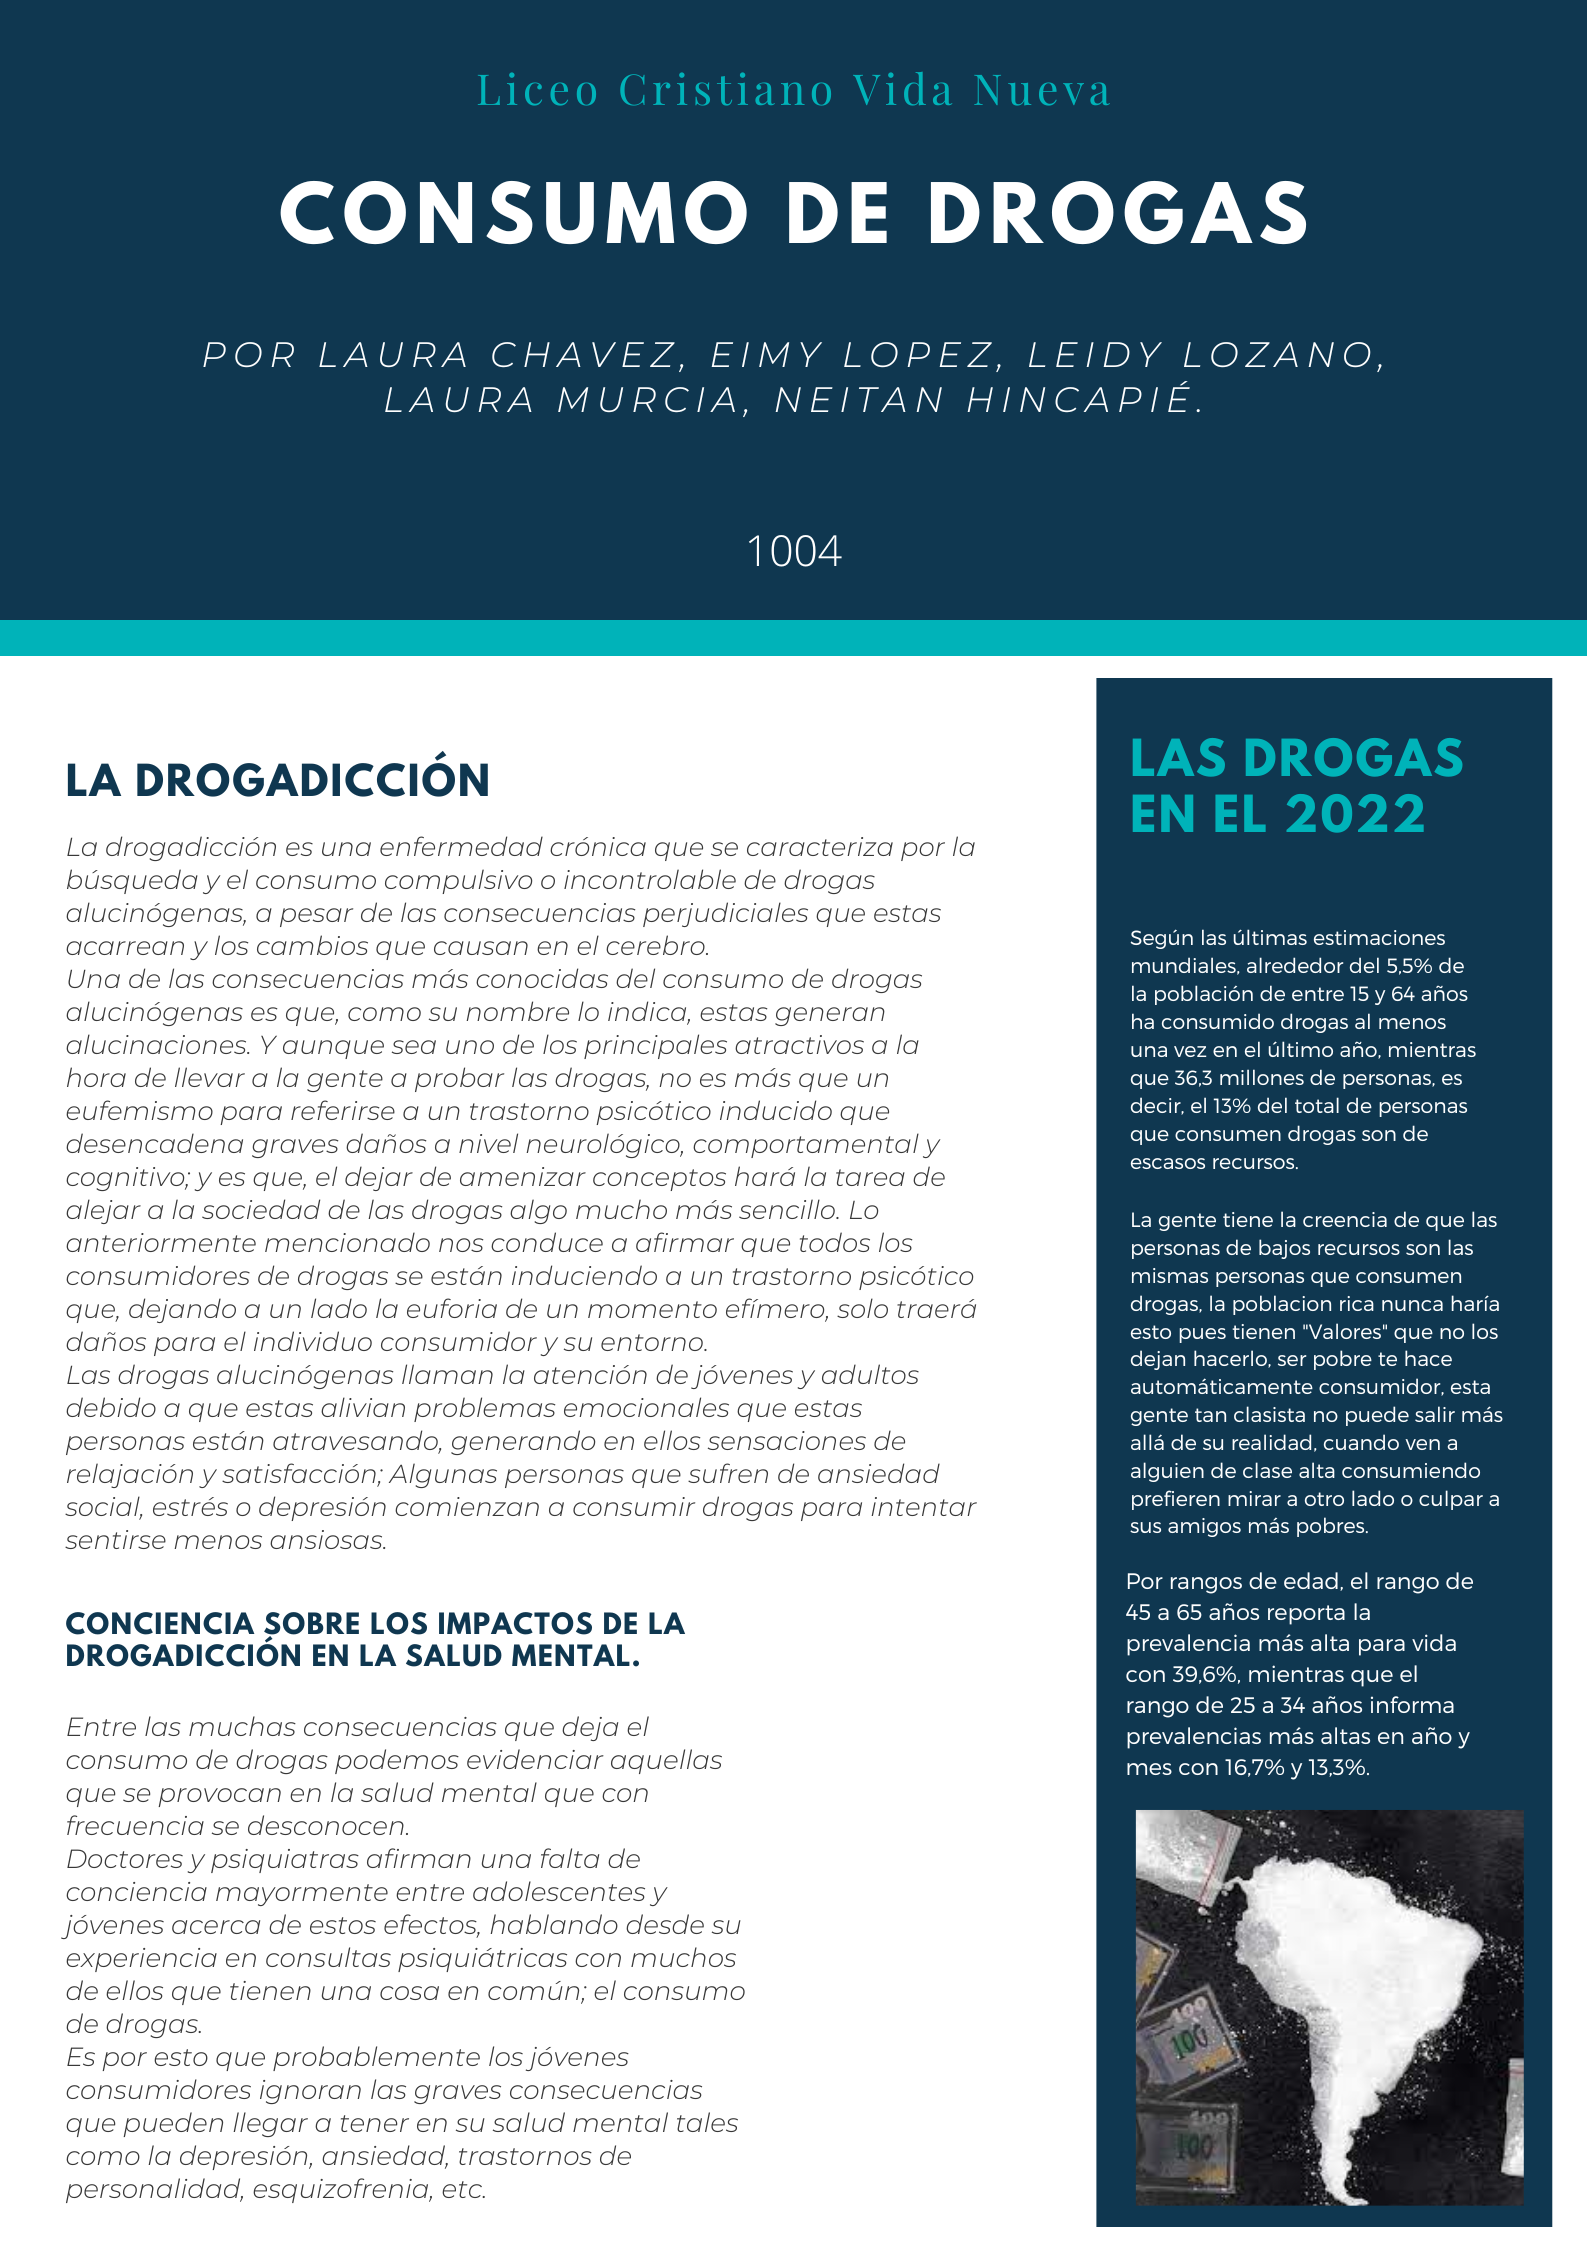 Liceo Cristiano Vida Nueva
CONSUMO DE DROGAS
POR LAURA CHAVEZ, EIMY LOPEZ, LEIDY LOZANO,
LAURA MURCIA, NEITAN HINCAPIÉ.
1004
LA DROGADICCIÓN
La drogadicción es una enfermedad crónica que se caracteriza por la
búsqueda y el consumo compulsivo o incontrolable de drogas
alucinógenas, a pesar de las consecuencias perjudiciales que estas
acarrean y los cambios que causan en el cerebro.
Una de las consecuencias más conocidas del consumo de drogas
alucinógenas es que, como su nombre lo indica, estas generan
alucinaciones. Y aunque sea uno de los principales atractivos a la
hora de llevar a la gente a probar las drogas, no es más que un
eufemismo para referirse a un trastorno psicótico inducido que
desencadena graves daños a nivel neurológico, comportamental y
cognitivo; y es que, el dejar de amenizar conceptos hará la tarea de
alejar a la sociedad de las drogas algo mucho más sencillo. Lo
anteriormente mencionado nos conduce a afirmar que todos los
consumidores de drogas se están induciendo a un trastorno psicótico
que, dejando a un lado la euforia de un momento efímero, solo traerá
daños para el individuo consumidor y su entorno.
Las drogas alucinógenas llaman la atención de jóvenes y adultos
debido a que estas alivian problemas emocionales que estas
personas están atravesando, generando en ellos sensaciones de
relajación y satisfacción; Algunas personas que sufren de ansiedad
social, estrés o depresión comienzan a consumir drogas para intentar
sentirse menos ansiosas.
CONCIENCIA SOBRE LOS IMPACTOS DE LA
DROGADICCIÓN EN LA SALUD MENTAL.
Entre las muchas consecuencias que deja el
consumo de drogas podemos evidenciar aquellas
que se provocan en la salud mental que con
frecuencia se desconocen.
Doctores y psiquiatras afirman una falta de
conciencia mayormente entre adolescentes y
jóvenes acerca de estos efectos, hablando desde su
experiencia en consultas psiquiátricas con muchos
de ellos que tienen una cosa en común; el consumo
de drogas.
Es por esto que probablemente los jóvenes
consumidores ignoran las graves consecuencias
que pueden llegar a tener en su salud mental tales
como la depresión, ansiedad, trastornos de
personalidad, esquizofrenia, etc.
LAS DROGAS
EN EL 2022
Según las últimas estimaciones
mundiales, alrededor del 5,5% de
la población de entre 15 y 64 años
ha consumido drogas al menos
una vez en el último año, mientras
que 36,3 millones de personas, es
decir, el 13% del total de personas
que consumen drogas son de
escasos recursos.
La gente tiene la creencia de que las
personas de bajos recursos son las
mismas personas que consumen
drogas, la poblacion rica nunca haría
esto pues tienen "Valores" que no los
dejan hacerlo, ser pobre te hace
automáticamente consumidor, esta
gente tan clasista no puede salir más
allá de su realidad, cuando ven a
alguien de clase alta consumiendo
prefieren mirar a otro lado o culpar a
sus amigos más pobres.
Por rangos de edad, el rango de
45 a 65 años reporta la
prevalencia más alta para vida
con 39,6%, mientras que el
rango de 25 a 34 años informa
prevalencias más altas en año y
mes con 16,7% y 13,3%.
100
100
100
100